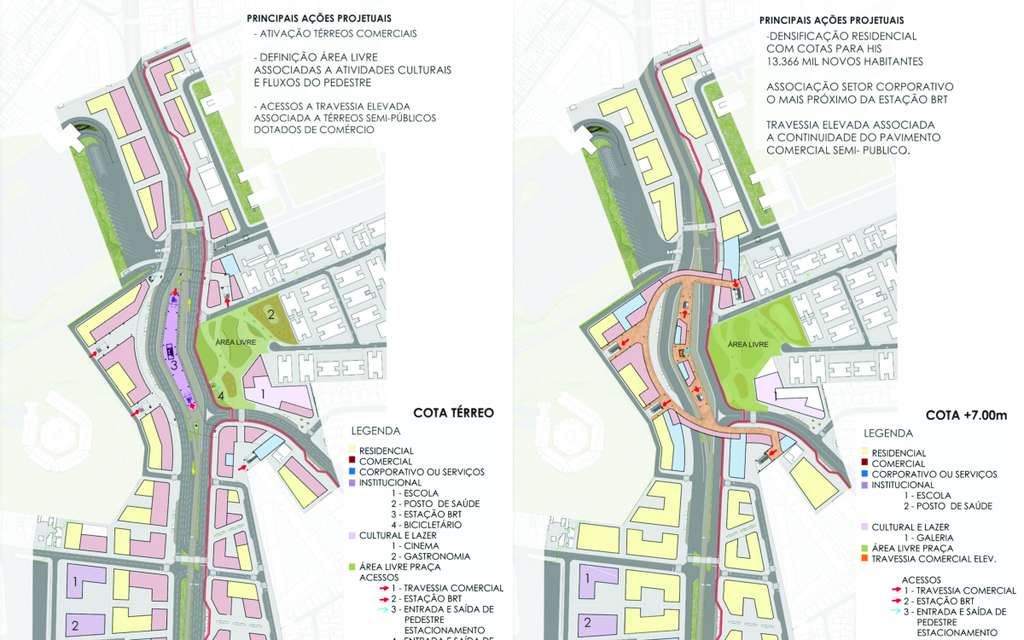 PRINCIPAIS AÇÕES PROJETUAIS
- ATIVAÇÃO TÉRREOS COMERCIAIS
- DEFINIÇÃO ÁREA LIVRE
ASSOCIADAS A ATIVIDADES CULTURAIS
E FLUXOS DO PEDESTRE
- ACESSOS A TRAVESSIA ELEVADA
ASSOCIADA A TÉRREOS SEMI-PÚBLICOS
DOTADOS DE COMÉRCIO
2
ÁREA LIVRE
3
4
1
1
2
COTA TÉRREO
LEGENDA
RESIDENCIAL
COMERCIAL
CORPORATIVO OU SERVIÇOS
INSTITUCIONAL
1 - ESCOLA
2 - POSTO DE SAÚDE
3 - ESTAÇÃO BRT
4 - BICICLETÁRIO
CULTURAL E LAZER
1 - CINEMA
2 - GASTRONOMIA
ÁREA LIVRE PRAÇA
ACESSOS
1 - TRAVESSIA COMERCIAL
2 - ESTAÇÃO BRT
3 - ENTRADA E SAÍDA DE
PEDESTRE
ESTACIONAMENTO
4 - ENTRADA E SAÍDA DE
PRINCIPAIS AÇÕES PROJETUAIS
-DENSIFICAÇÃO RESIDENCIAL
COM COTAS PARA HIS
13.366 MIL NOVOS HABITANTES
ASSOCIAÇÃO SETOR CORPORATIVO
O MAIS PRÓXIMO DA ESTAÇÃO BRT
TRAVESSIA ELEVADA ASSOCIADA
A CONTINUIDADE DO PAVIMENTO
COMERCIAL SEMI- PUBLICO.
ÁREA LIVRE
1
1
2
COTA +7.00m
LEGENDA
RESIDENCIAL
COMERCIAL
CORPORATIVO OU SERVIÇOS
INSTITUCIONAL
1 - ESCOLA
2 - POSTO DE SAÚDE
CULTURAL E LAZER
1 - GALERIA
ÁREA LIVRE PRAÇA
TRAVESSIA COMERCIAL ELEV.
ACESSOS
1 - TRAVESSIA COMERCIAL
2 - ESTAÇÃO BRT
3 - ENTRADA E SAÍDA DE
PEDESTRE
ESTACIONAMENTO